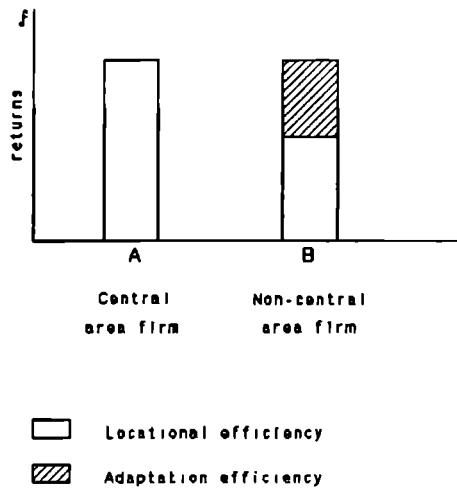 £
returns
A
B
Central
area firm
Non-central
area firm
Locational efficiency
Adaptation efficiency